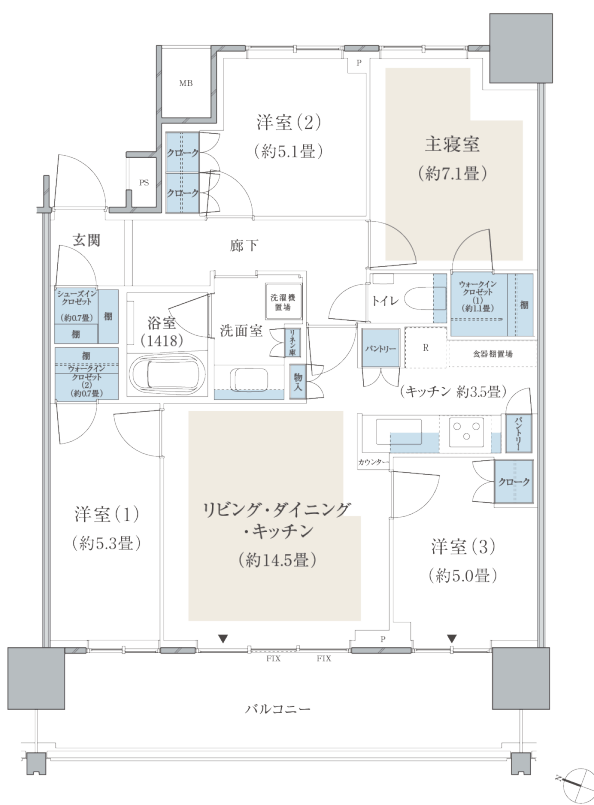 P
MB
洋室（2）
（約5.1畳）
主寝室
（約7.1畳）
クローク
PS
クローク
玄関
廊下
シューズイン
クロゼット
（約0.7畳）
棚
棚
浴室
（1418）
洗面室
洗濯機
置場
トイレ
ウォークイン
クロゼット
（1）
（約1.1畳）
棚
リネン庫
パントリー
R
食器棚置場
棚
ウォークイン
クロゼット
（2）
（約0.7畳）
物入
（キッチン 約3.5畳）
パントリー
カウンター
クローク
洋室（1）
（約5.3畳）
リビング・ダイニング
・キッチン
（約14.5畳）
洋室（3）
（約5.0畳）
P
FIX
FIX
バルコニー
N